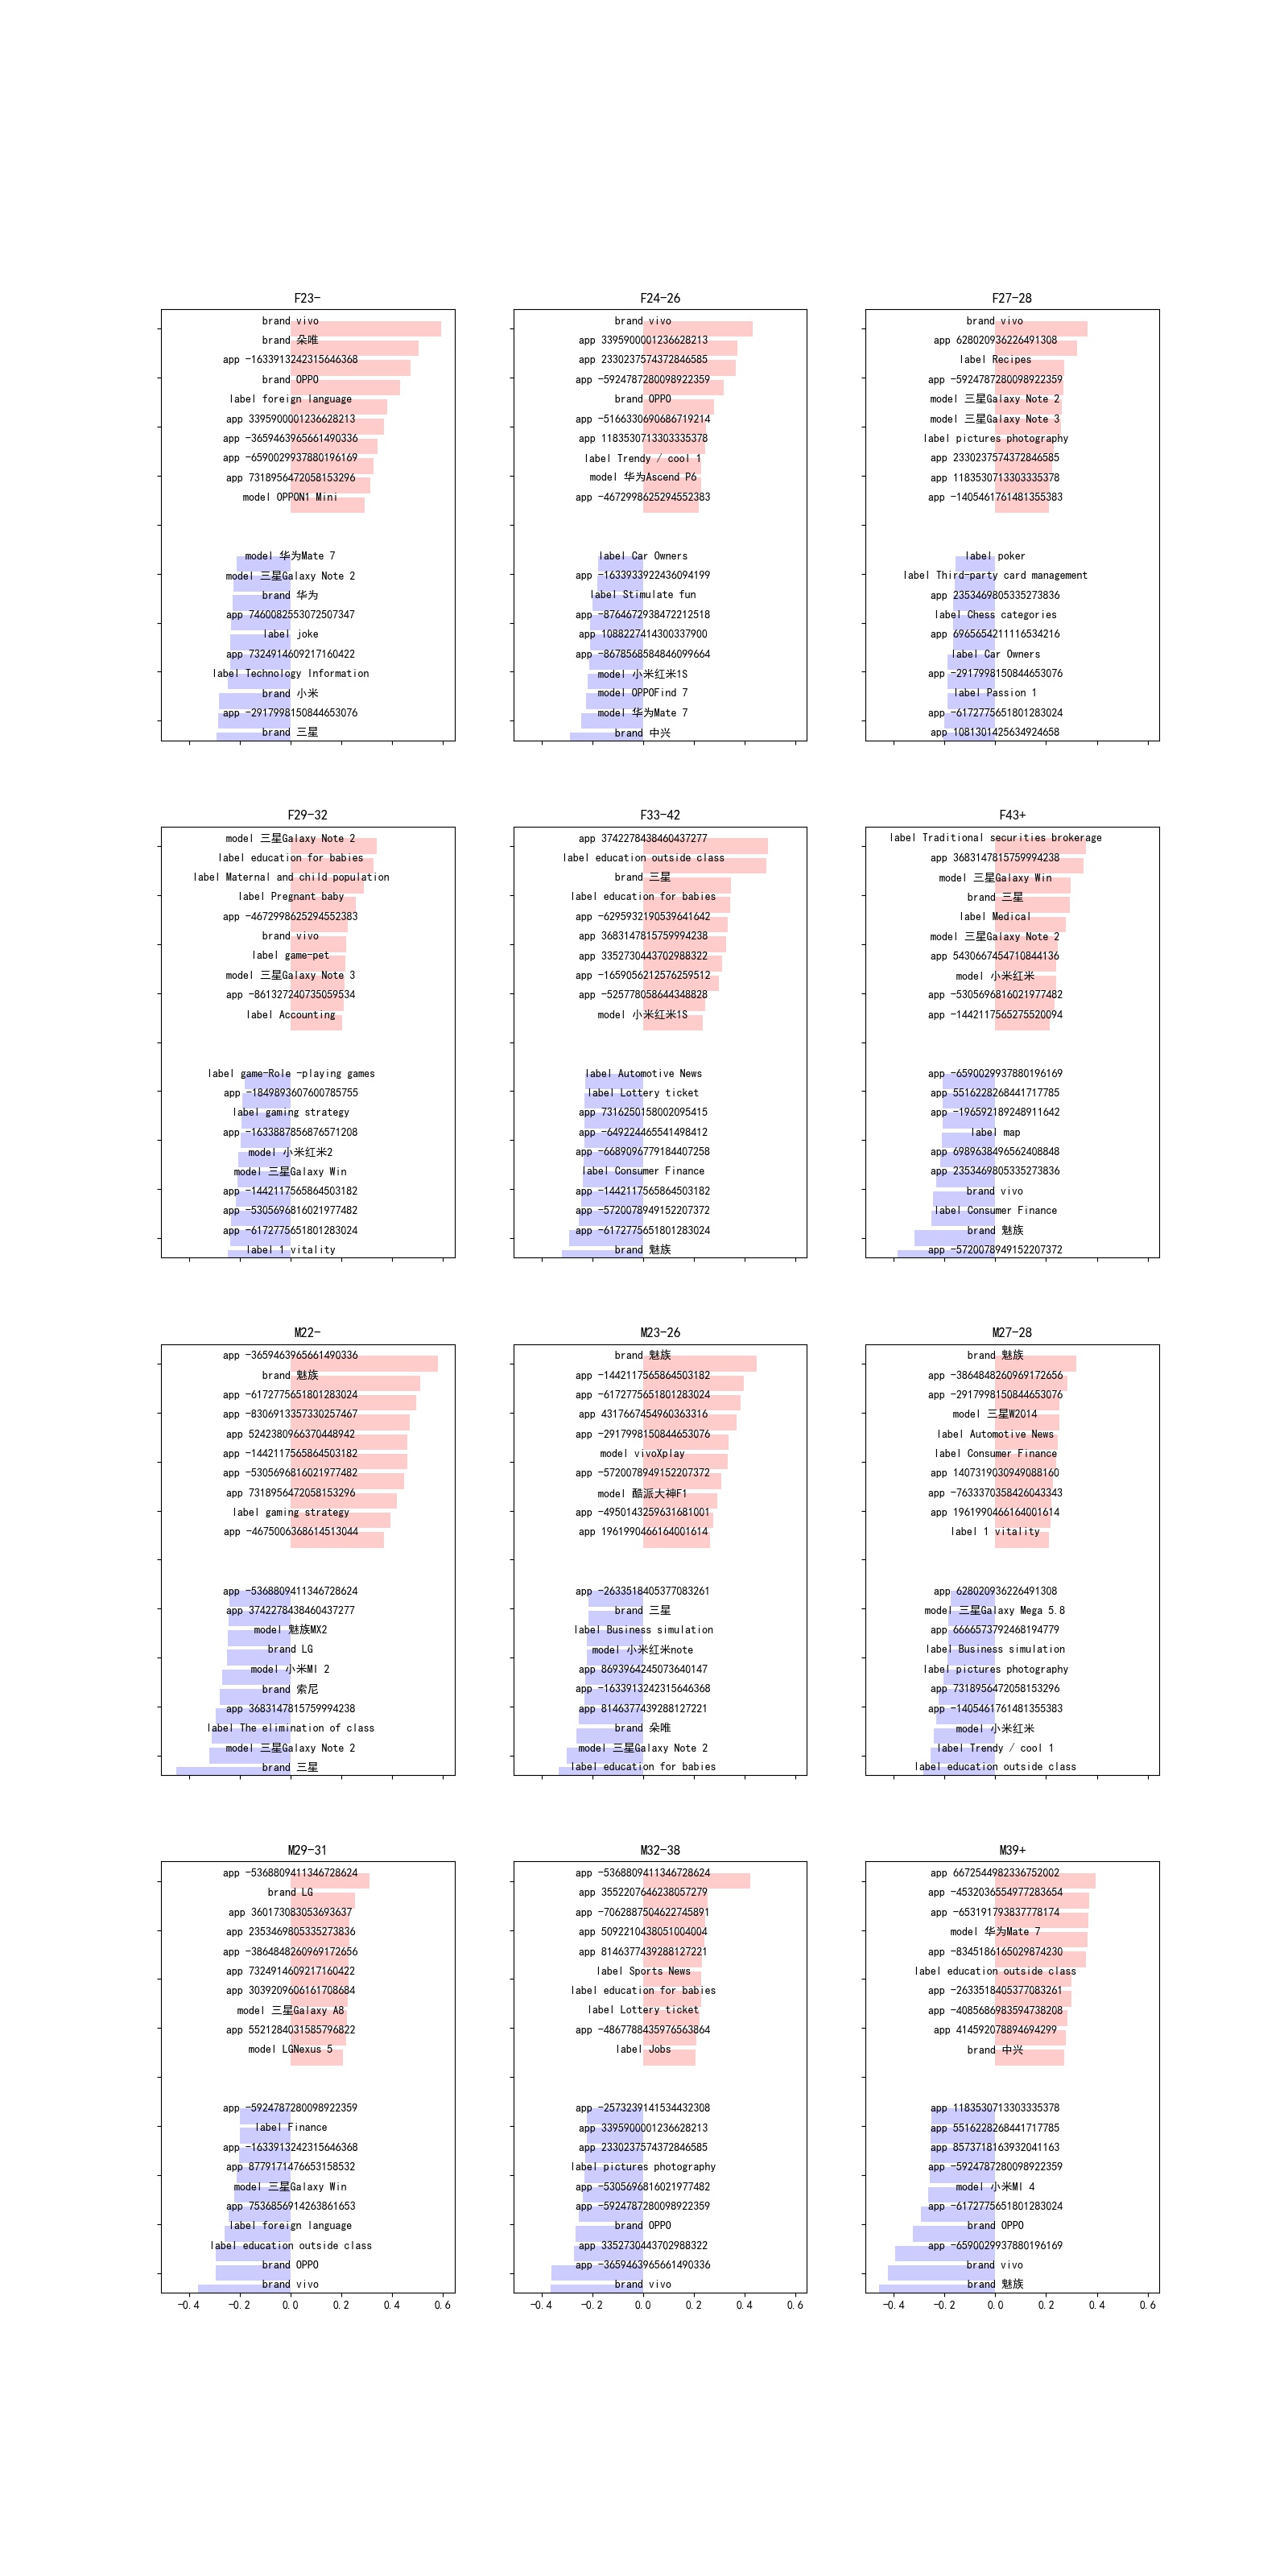 F23-
brand vivo
brand 朵唯
app -1633913242315646368
brand OPPO
label foreign language
app 3395900001236628213
app -3659463965661490336
app -6590029937880196169
app 7318956472058153296
model OPPON1 Mini
model 华为Mate 7
model 三星Galaxy Note 2
brand 华为
app 7460082553072507347
label joke
app 7324914609217160422
label Technology Information
brand 小米
app -2917998150844653076
brand 三星
F24-26
brand vivo
app 3395900001236628213
app 2330237574372846585
app -5924787280098922359
brand OPPO
app -5166330690686719214
app 1183530713303335378
label Trendy / cool 1
model 华为Ascend P6
app -4672998625294552383
label Car Owners
app -1633933922436094199
label Stimulate fun
app -8764672938472212518
app 1088227414300337900
app -8678568584846099664
model 小米红米1S
model OPPOFind 7
model 华为Mate 7
brand 中兴
F27-28
brand vivo
app 628020936226491308
label Recipes
app -5924787280098922359
model 三星Galaxy Note 2
model 三星Galaxy Note 3
label pictures photography
app 2330237574372846585
app 1183530713303335378
app -1405461761481355383
label poker
label Third-party card management
app 2353469805335273836
label Chess categories
app 6965654211116534216
label Car Owners
app -2917998150844653076
label Passion 1
app -6172775651801283024
app 1081301425634924658
F29-32
model 三星Galaxy Note 2
label education for babies
label Maternal and child population
label Pregnant baby
app -4672998625294552383
brand vivo
label game-pet
model 三星Galaxy Note 3
app -861327240735059534
label Accounting
label game-Role -playing games
app -1849893607600785755
label gaming strategy
app -1633887856876571208
model 小米红米2
model 三星Galaxy Win
app -1442117565864503182
app -5305696816021977482
app -6172775651801283024
label 1 vitality
F33-42
app 3742278438460437277
label education outside class
brand 三星
label education for babies
app -6295932190539641642
app 3683147815759994238
app 3352730443702988322
app -1659056212576259512
app -525778058644348828
model 小米红米1S
label Automotive News
label Lottery ticket
app 7316250158002095415
app -649224465541498412
app -6689096779184407258
label Consumer Finance
app -1442117565864503182
app -5720078949152207372
app -6172775651801283024
brand 魅族
F43+
label Traditional securities brokerage
app 3683147815759994238
model 三星Galaxy Win
brand 三星
label Medical
model 三星Galaxy Note 2
app 5430667454710844136
model 小米红米
app -5305696816021977482
app -1442117565275520094
app -6590029937880196169
app 5516228268441717785
app -196592189248911642
label map
app 6989638496562408848
app 2353469805335273836
brand vivo
label Consumer Finance
brand 魅族
app -5720078949152207372
M22-
app -3659463965661490336
brand 魅族
app -6172775651801283024
app -8306913357330257467
app 5242380966370448942
app -1442117565864503182
app -5305696816021977482
app 7318956472058153296
label gaming strategy
app -4675006368614513044
app -5368809411346728624
app 3742278438460437277
model 魅族MX2
brand LG
model 小米MI 2
brand 索尼
app 3683147815759994238
label The elimination of class
model 三星Galaxy Note 2
brand 三星
M23-26
brand 魅族
app -1442117565864503182
app -6172775651801283024
app 4317667454960363316
app -2917998150844653076
model vivoXplay
app -5720078949152207372
model 酷派大神F1
app -4950143259631681001
app 1961990466164001614
app -2633518405377083261
brand 三星
label Business simulation
model 小米红米note
app 8693964245073640147
app -1633913242315646368
app 8146377439288127221
brand 朵唯
model 三星Galaxy Note 2
label education for babies
M27-28
brand 魅族
app -3864848260969172656
app -2917998150844653076
model 三星W2014
label Automotive News
label Consumer Finance
app 1407319030949088160
app -7633370358426043343
app 1961990466164001614
label 1 vitality
app 628020936226491308
model 三星Galaxy Mega 5.8
app 6666573792468194779
label Business simulation
label pictures photography
app 7318956472058153296
app -1405461761481355383
model 小米红米
label Trendy / cool 1
label education outside class
M29-31
app -5368809411346728624
brand LG
app 360173083053693637
app 2353469805335273836
app -3864848260969172656
app 7324914609217160422
app 3039209606161708684
model 三星Galaxy A8
app 5521284031585796822
model LGNexus 5
app -5924787280098922359
label Finance
app -1633913242315646368
app 8779171476653158532
model 三星Galaxy Win
app 7536856914263861653
label foreign language
label education outside class
brand OPPO
brand vivo
−0.4 −0.2 0.0 0.2 0.4 0.6
M32-38
app -5368809411346728624
app 3552207646238057279
app -7062887504622745891
app 5092210438051004004
app 8146377439288127221
label Sports News
label education for babies
label Lottery ticket
app -4867788435976563864
label Jobs
app -2573239141534432308
app 3395900001236628213
app 2330237574372846585
label pictures photography
app -5305696816021977482
app -5924787280098922359
brand OPPO
app 3352730443702988322
app -3659463965661490336
brand vivo
−0.4 −0.2 0.0 0.2 0.4 0.6
M39+
app 6672544982336752002
app -4532036554977283654
app -653191793837778174
model 华为Mate 7
app -8345186165029874230
label education outside class
app -2633518405377083261
app -4085686983594738208
app 414592078894694299
brand 中兴
app 1183530713303335378
app 5516228268441717785
app 8573718163932041163
app -5924787280098922359
model 小米MI 4
app -6172775651801283024
brand OPPO
app -6590029937880196169
brand vivo
brand 魅族
−0.4 −0.2 0.0 0.2 0.4 0.6